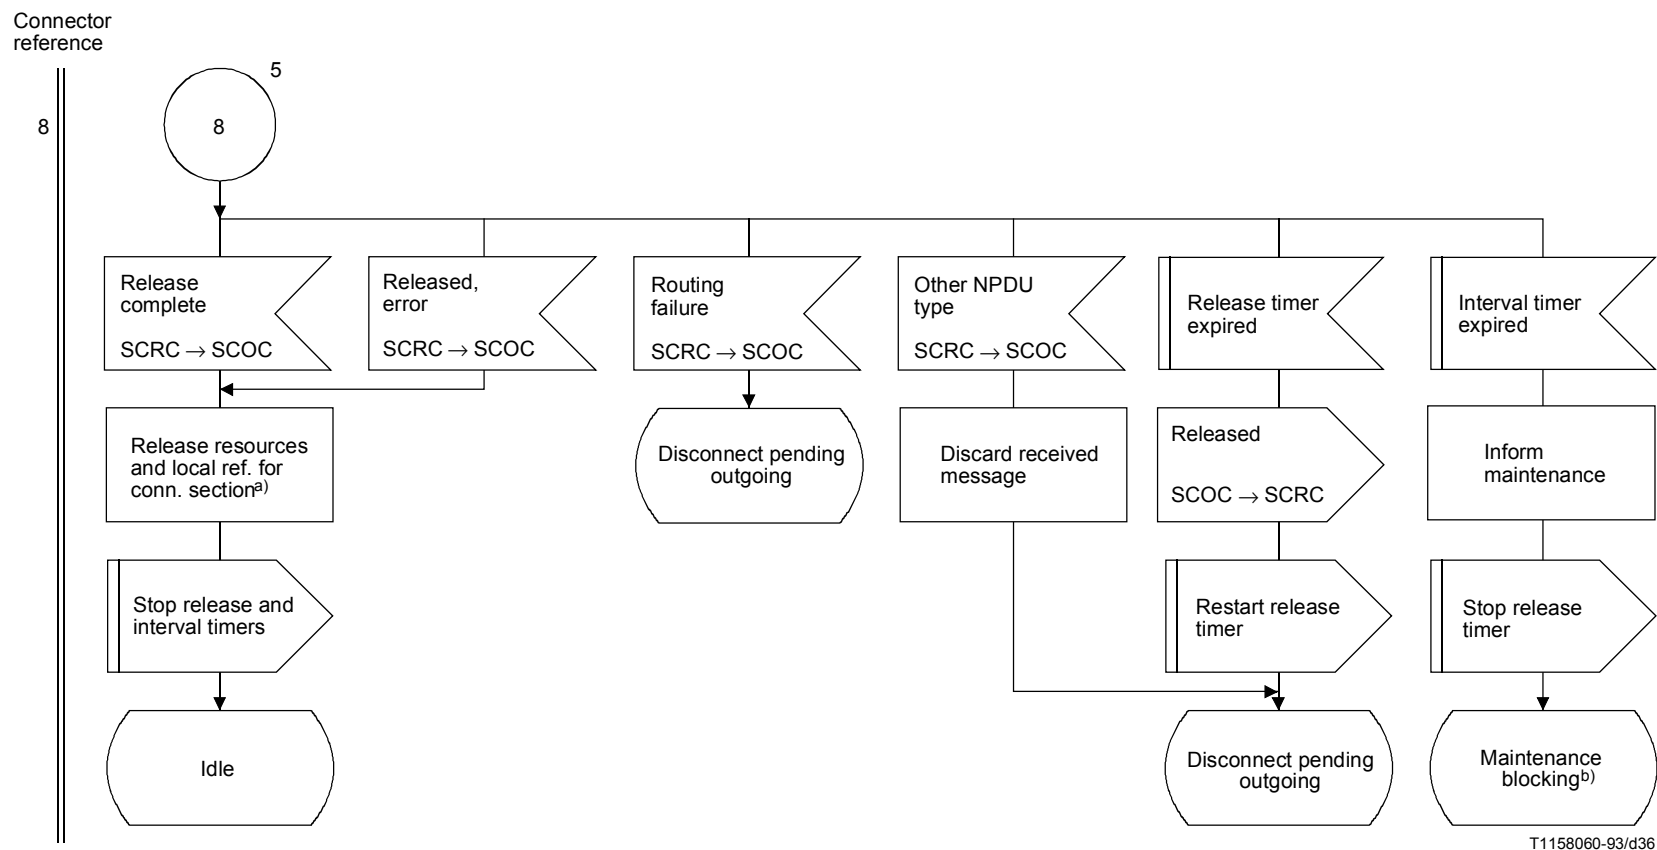 Connector
reference
5
8
8
Release
complete
SCRC → SCOC
Released,
error
SCRC → SCOC
Routing
failure
SCRC → SCOC
Other NPDU
type
SCRC → SCOC
Release timer
expired
Interval timer
expired
Release resources
and local ref. for
conn. sectiona)
Disconnect pending
outgoing
Discard received
message
Released
SCOC → SCRC
Inform
maintenance
Stop release and
interval timers
Restart release
timer
Stop release
timer
Idle
Disconnect pending
outgoing
Maintenance
blockingb)
T1158060-93/d36